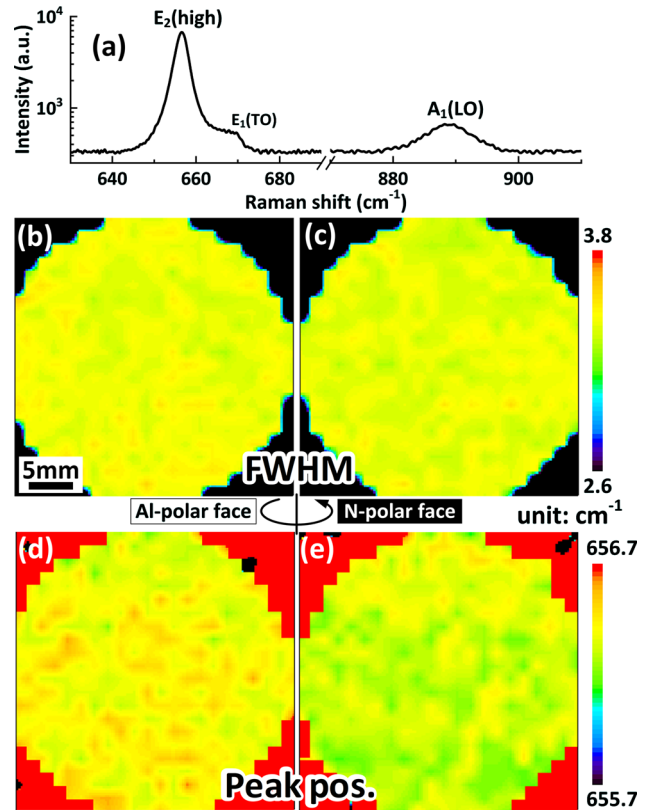 (a)
E₂(high)
E₁(TO)
A₁(LO)
Intensity (a.u.)
10⁴
10³
640 660 680 880 900
Raman shift (cm⁻¹)
(b) (c)
3.8
2.6
5mm
FWHM
Al-polar face N-polar face
unit: cm⁻¹
(d) (e)
656.7
655.7
Peak pos.